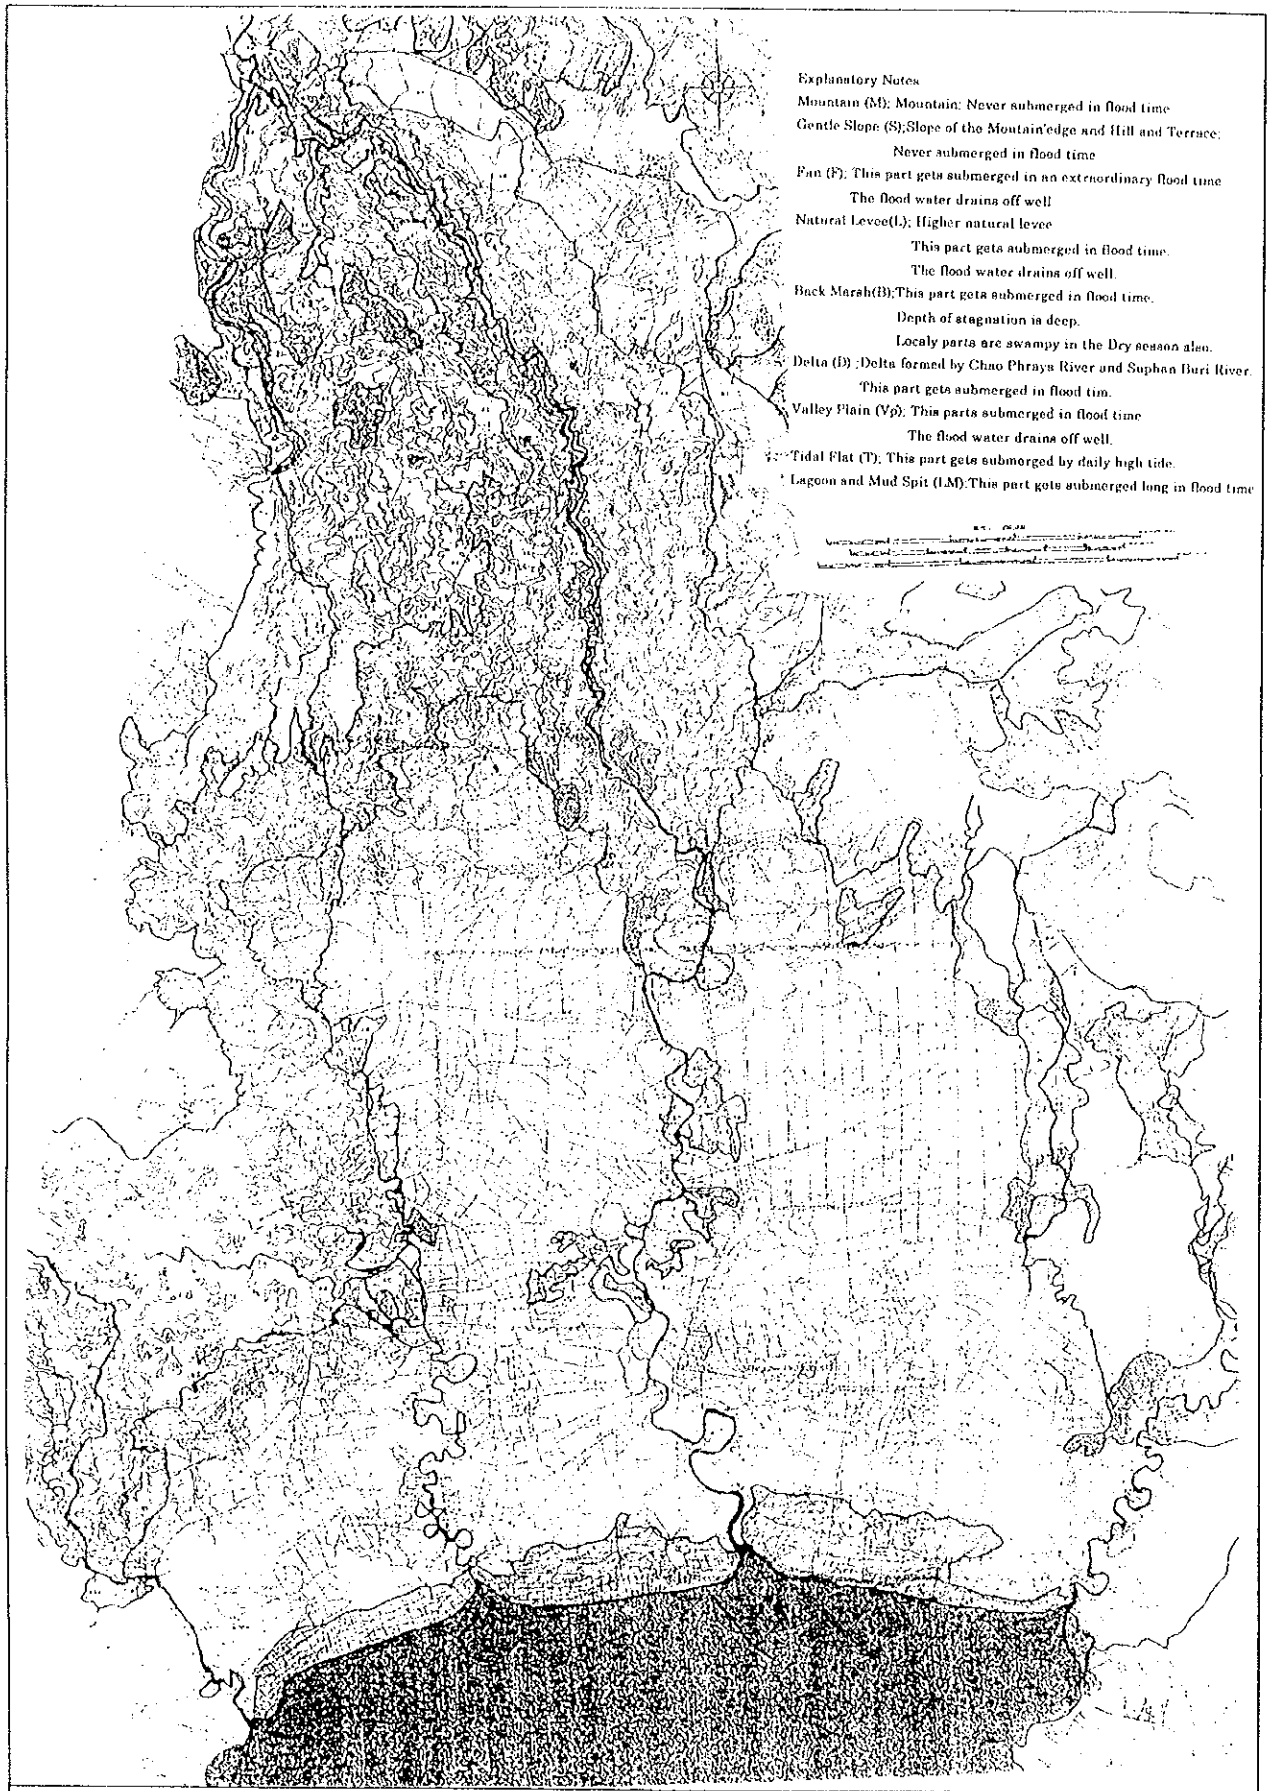 Explanatory Notes
Mountain (M); Mountain; Never submerged in flood time
Gentle Slope (S);Slope of the Moutain'edge and Hill and Terrace;
Never submerged in flood time
Fan (F); This part gets submerged in an extraordinary flood time
The flood water drains off well
Natural Levee(L); Higher natural levee
This part gets submerged in flood time.
The flood water drains off well.
Back Marsh(B);This part gets submerged in flood time.
Depth of stagnation is deep.
Localy parts are swampy in the Dry season also.
Delta (D) ;Delta formed by Chao Phraya River and Suphan Buri River.
This part gets submerged in flood tim.
Valley Plain (Vp); This parts submerged in flood time
The flood water drains off well.
Tidal Flat (T); This part gets submerged by daily high tide.
Lagoon and Mud Spit (LM);This part gets submerged long in flood time